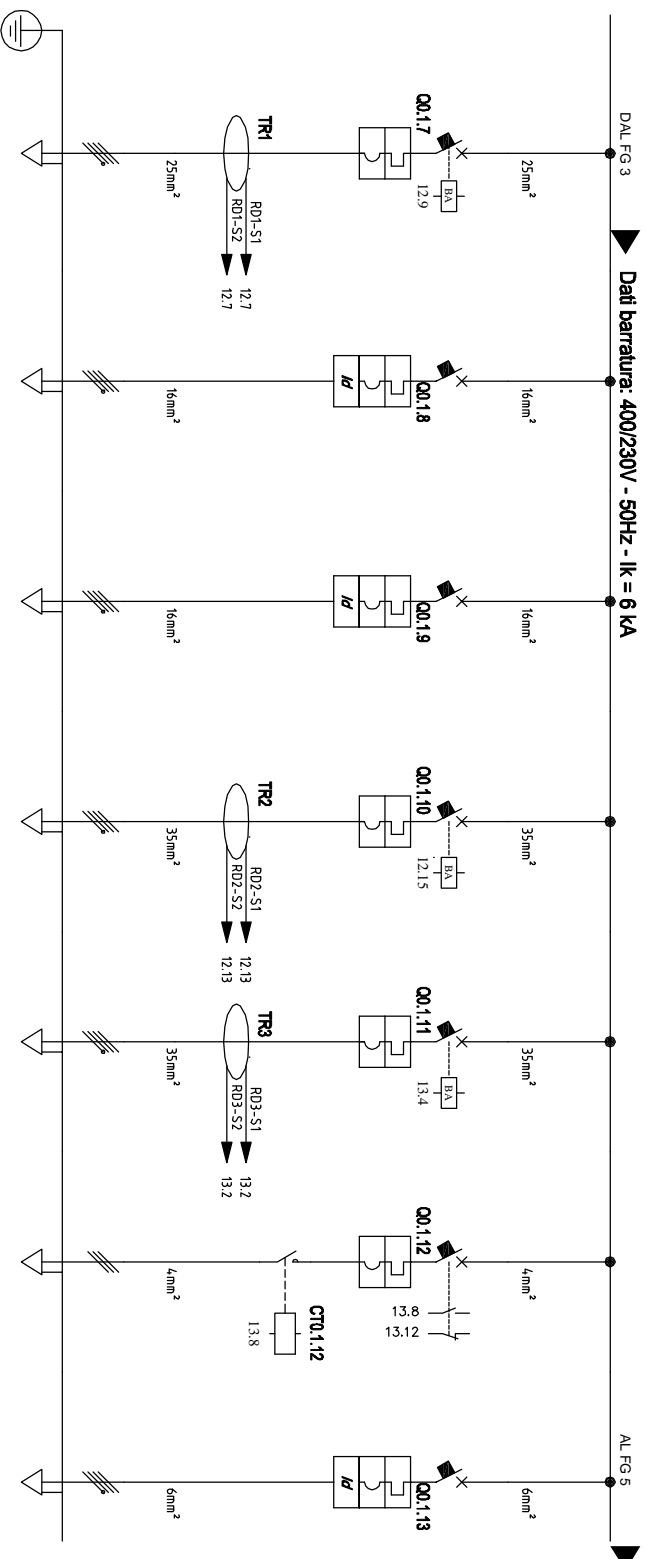 DAL FG 3
Dati barratura: 400/230V - 50Hz - Ik = 6 kA
AL FG 5
25mm²
Q0.1.7
BA
12.9
TR1
RD1-S1
RD1-S2
12.7
12.7
25mm²
16mm²
Q0.1.8
Id
16mm²
16mm²
Q0.1.9
Id
16mm²
35mm²
Q0.1.10
BA
12.15
TR2
RD2-S1
RD2-S2
12.13
12.13
35mm²
35mm²
Q0.1.11
BA
13.4
TR3
RD3-S1
RD3-S2
13.2
13.2
35mm²
4mm²
Q0.1.12
13.8
13.12
CT0.1.12
13.8
4mm²
6mm²
Q0.1.13
Id
6mm²